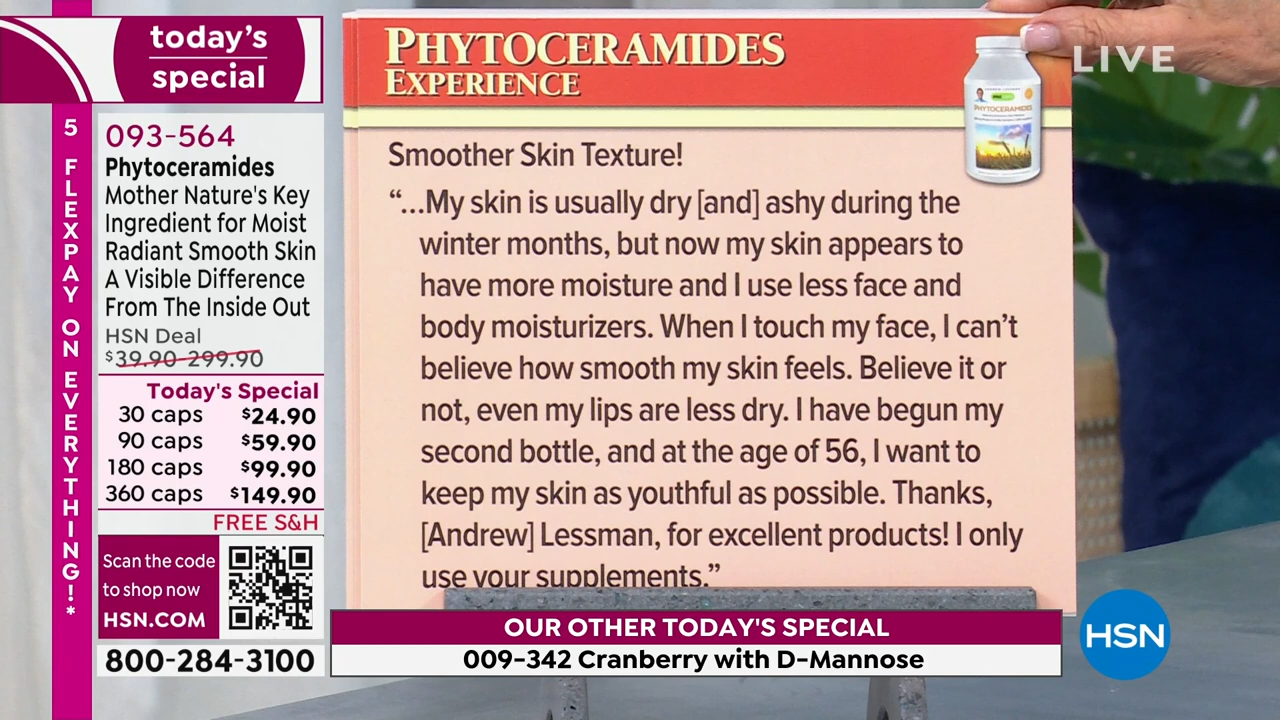 today's
special
5 FLEXPAY ON EVERYTHING!*
093-564
Phytoceramides
Mother Nature's Key
Ingredient for Moist
Radiant Smooth Skin
A Visible Difference
From The Inside Out
HSN Deal
$39.90-299.90
Today's Special
30 caps $24.90
90 caps $59.90
180 caps $99.90
360 caps $149.90
FREE S&H
Scan the code
to shop now
HSN.COM
800-284-3100
PHYTOCERAMIDES
EXPERIENCE
LIVE
PHYTOCERAMIDES
Smoother Skin Texture!
“...My skin is usually dry [and] ashy during the
winter months, but now my skin appears to
have more moisture and I use less face and
body moisturizers. When I touch my face, I can’t
believe how smooth my skin feels. Believe it or
not, even my lips are less dry. I have begun my
second bottle, and at the age of 56, I want to
keep my skin as youthful as possible. Thanks,
[Andrew] Lessman, for excellent products! I only
use your supplements.”
OUR OTHER TODAY'S SPECIAL
009-342 Cranberry with D-Mannose
HSN